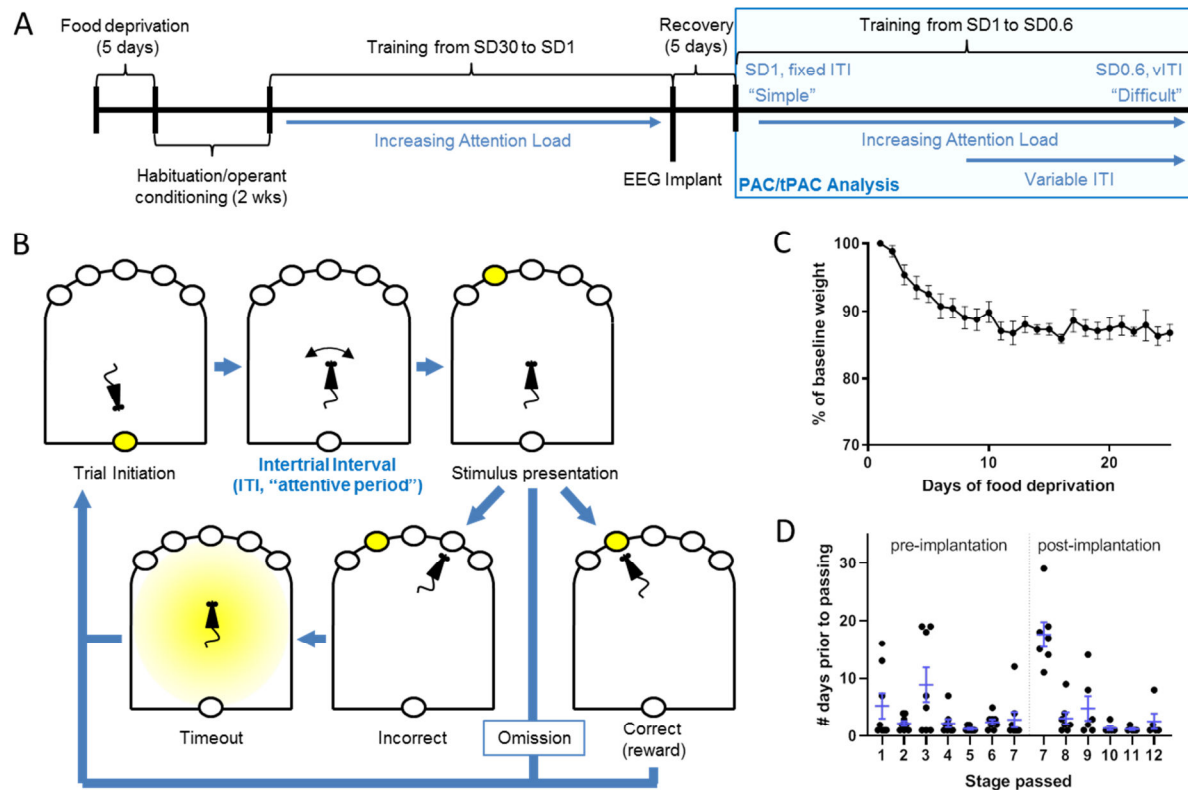 A
Food deprivation
(5 days)
Training from SD30 to SD1
Recovery
(5 days)
Training from SD1 to SD0.6
SD1, fixed ITI
"Simple"
SD0.6, vITI
"Difficult"
Increasing Attention Load
Increasing Attention Load
Habituation/operant
conditioning (2 wks)
EEG Implant
PAC/tPAC Analysis
Variable ITI
B
Trial Initiation
Intertrial Interval
(ITI, "attentive period")
Stimulus presentation
Timeout
Incorrect
Omission
Correct
(reward)
C
% of baseline weight
100
90
80
70
0
10
20
Days of food deprivation
D
# days prior to passing
pre-implantation
post-implantation
30
20
10
0
1 2 3 4 5 6 7 7 8 9 10 11 12
Stage passed